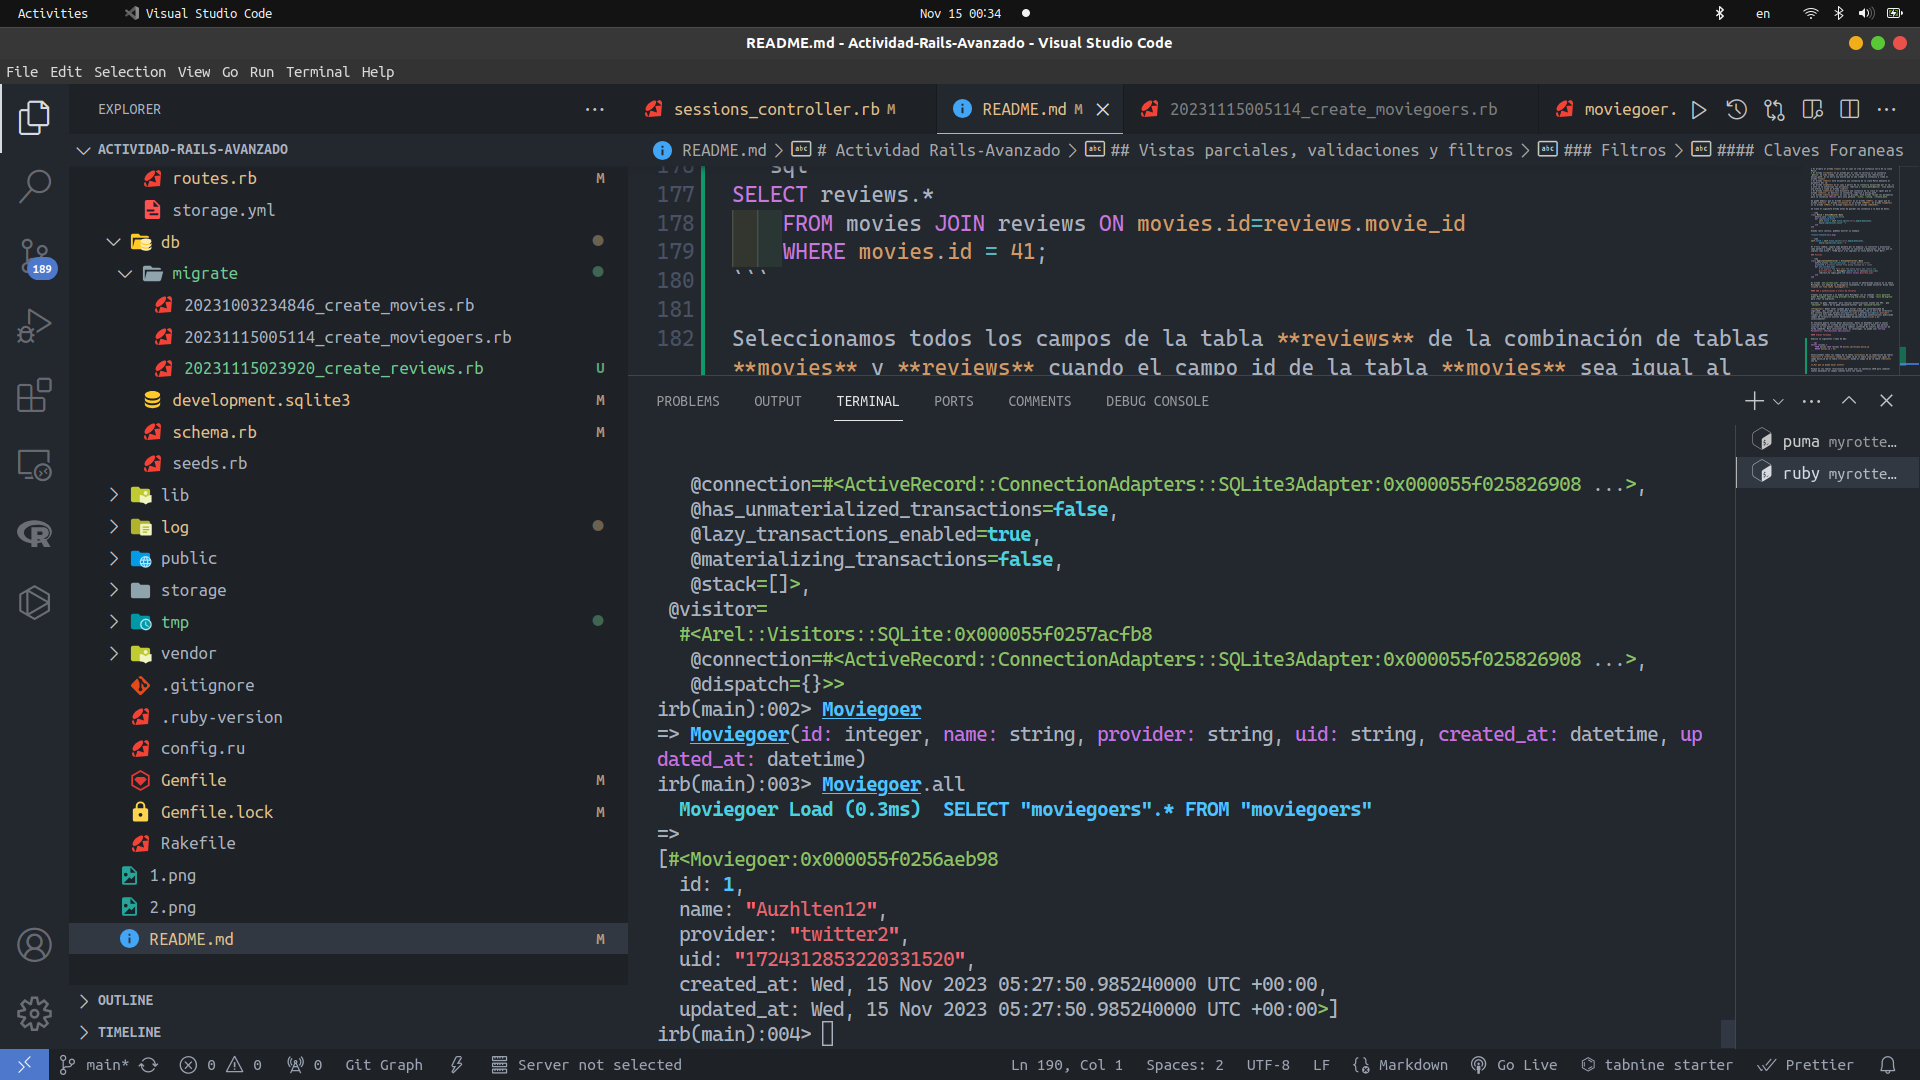 Activities
Visual Studio Code
Nov 15 00:34
en
README.md - Actividad-Rails-Avanzado - Visual Studio Code
File Edit Selection View Go Run Terminal Help
EXPLORER
ACTIVIDAD-RAILS-AVANZADO
routes.rb M
storage.yml
db
migrate
20231003234846_create_movies.rb
20231115005114_create_moviegoers.rb
20231115023920_create_reviews.rb U
development.sqlite3 M
schema.rb M
seeds.rb
lib
log
public
storage
tmp
vendor
.gitignore
.ruby-version
config.ru
Gemfile M
Gemfile.lock M
Rakefile
1.png
2.png
README.md M
OUTLINE
TIMELINE
189
sessions_controller.rb M
README.md M
20231115005114_create_moviegoers.rb
moviegoer.
README.md > # Actividad Rails-Avanzado > ## Vistas parciales, validaciones y filtros > ### Filtros > #### Claves Foraneas
177 SELECT reviews.*
178 FROM movies JOIN reviews ON movies.id=reviews.movie_id
179 WHERE movies.id = 41;
180 ```
181
182 Seleccionamos todos los campos de la tabla **reviews** de la combinación de tablas
**movies** y **reviews** cuando el campo id de la tabla **movies** sea igual al
PROBLEMS OUTPUT TERMINAL PORTS COMMENTS DEBUG CONSOLE
puma myrotte…
ruby myrotte…
@connection=#<ActiveRecord::ConnectionAdapters::SQLite3Adapter:0x000055f025826908 ...>,
@has_unmaterialized_transactions=false,
@lazy_transactions_enabled=true,
@materializing_transactions=false,
@stack=[]>,
@visitor=
#<Arel::Visitors::SQLite:0x000055f0257acfb8
@connection=#<ActiveRecord::ConnectionAdapters::SQLite3Adapter:0x000055f025826908 ...>,
@dispatch={}>>
irb(main):002> Moviegoer
=> Moviegoer(id: integer, name: string, provider: string, uid: string, created_at: datetime, up
dated_at: datetime)
irb(main):003> Moviegoer.all
Moviegoer Load (0.3ms)  SELECT "moviegoers".* FROM "moviegoers"
=>
[#<Moviegoer:0x000055f0256aeb98
id: 1,
name: "Auzhlten12",
provider: "twitter2",
uid: "1724312853220331520",
created_at: Wed, 15 Nov 2023 05:27:50.985240000 UTC +00:00,
updated_at: Wed, 15 Nov 2023 05:27:50.985240000 UTC +00:00>]
irb(main):004>
main* 0 0 0 Git Graph Server not selected
Ln 190, Col 1 Spaces: 2 UTF-8 LF Markdown Go Live tabnine starter Prettier